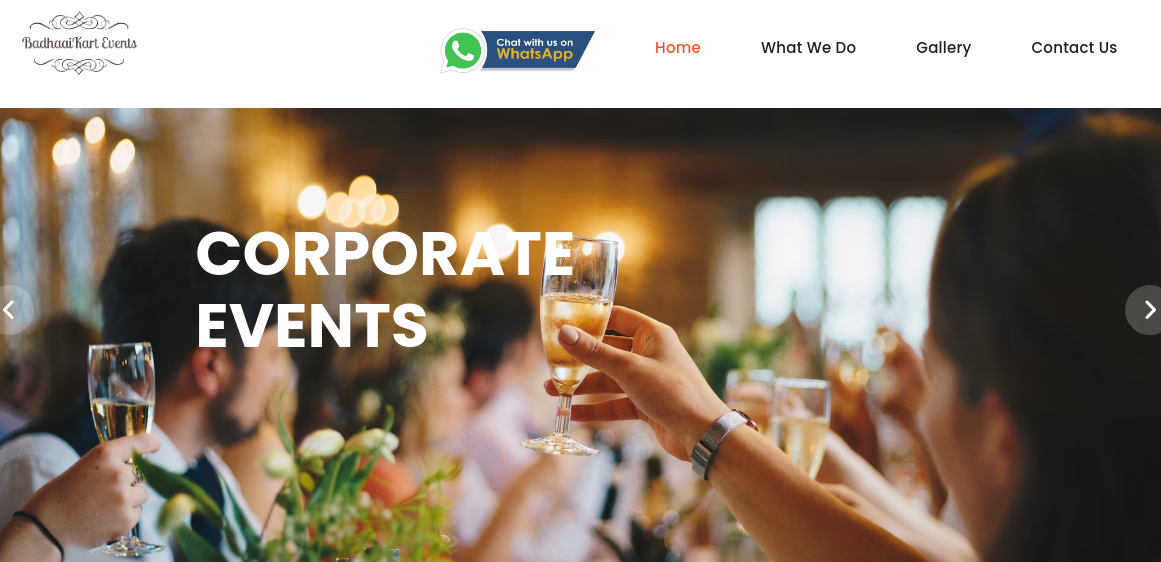 BadhaaiKart Events
Chat with us on
WhatsApp
Home
What We Do
Gallery
Contact Us
CORPORATE
EVENTS